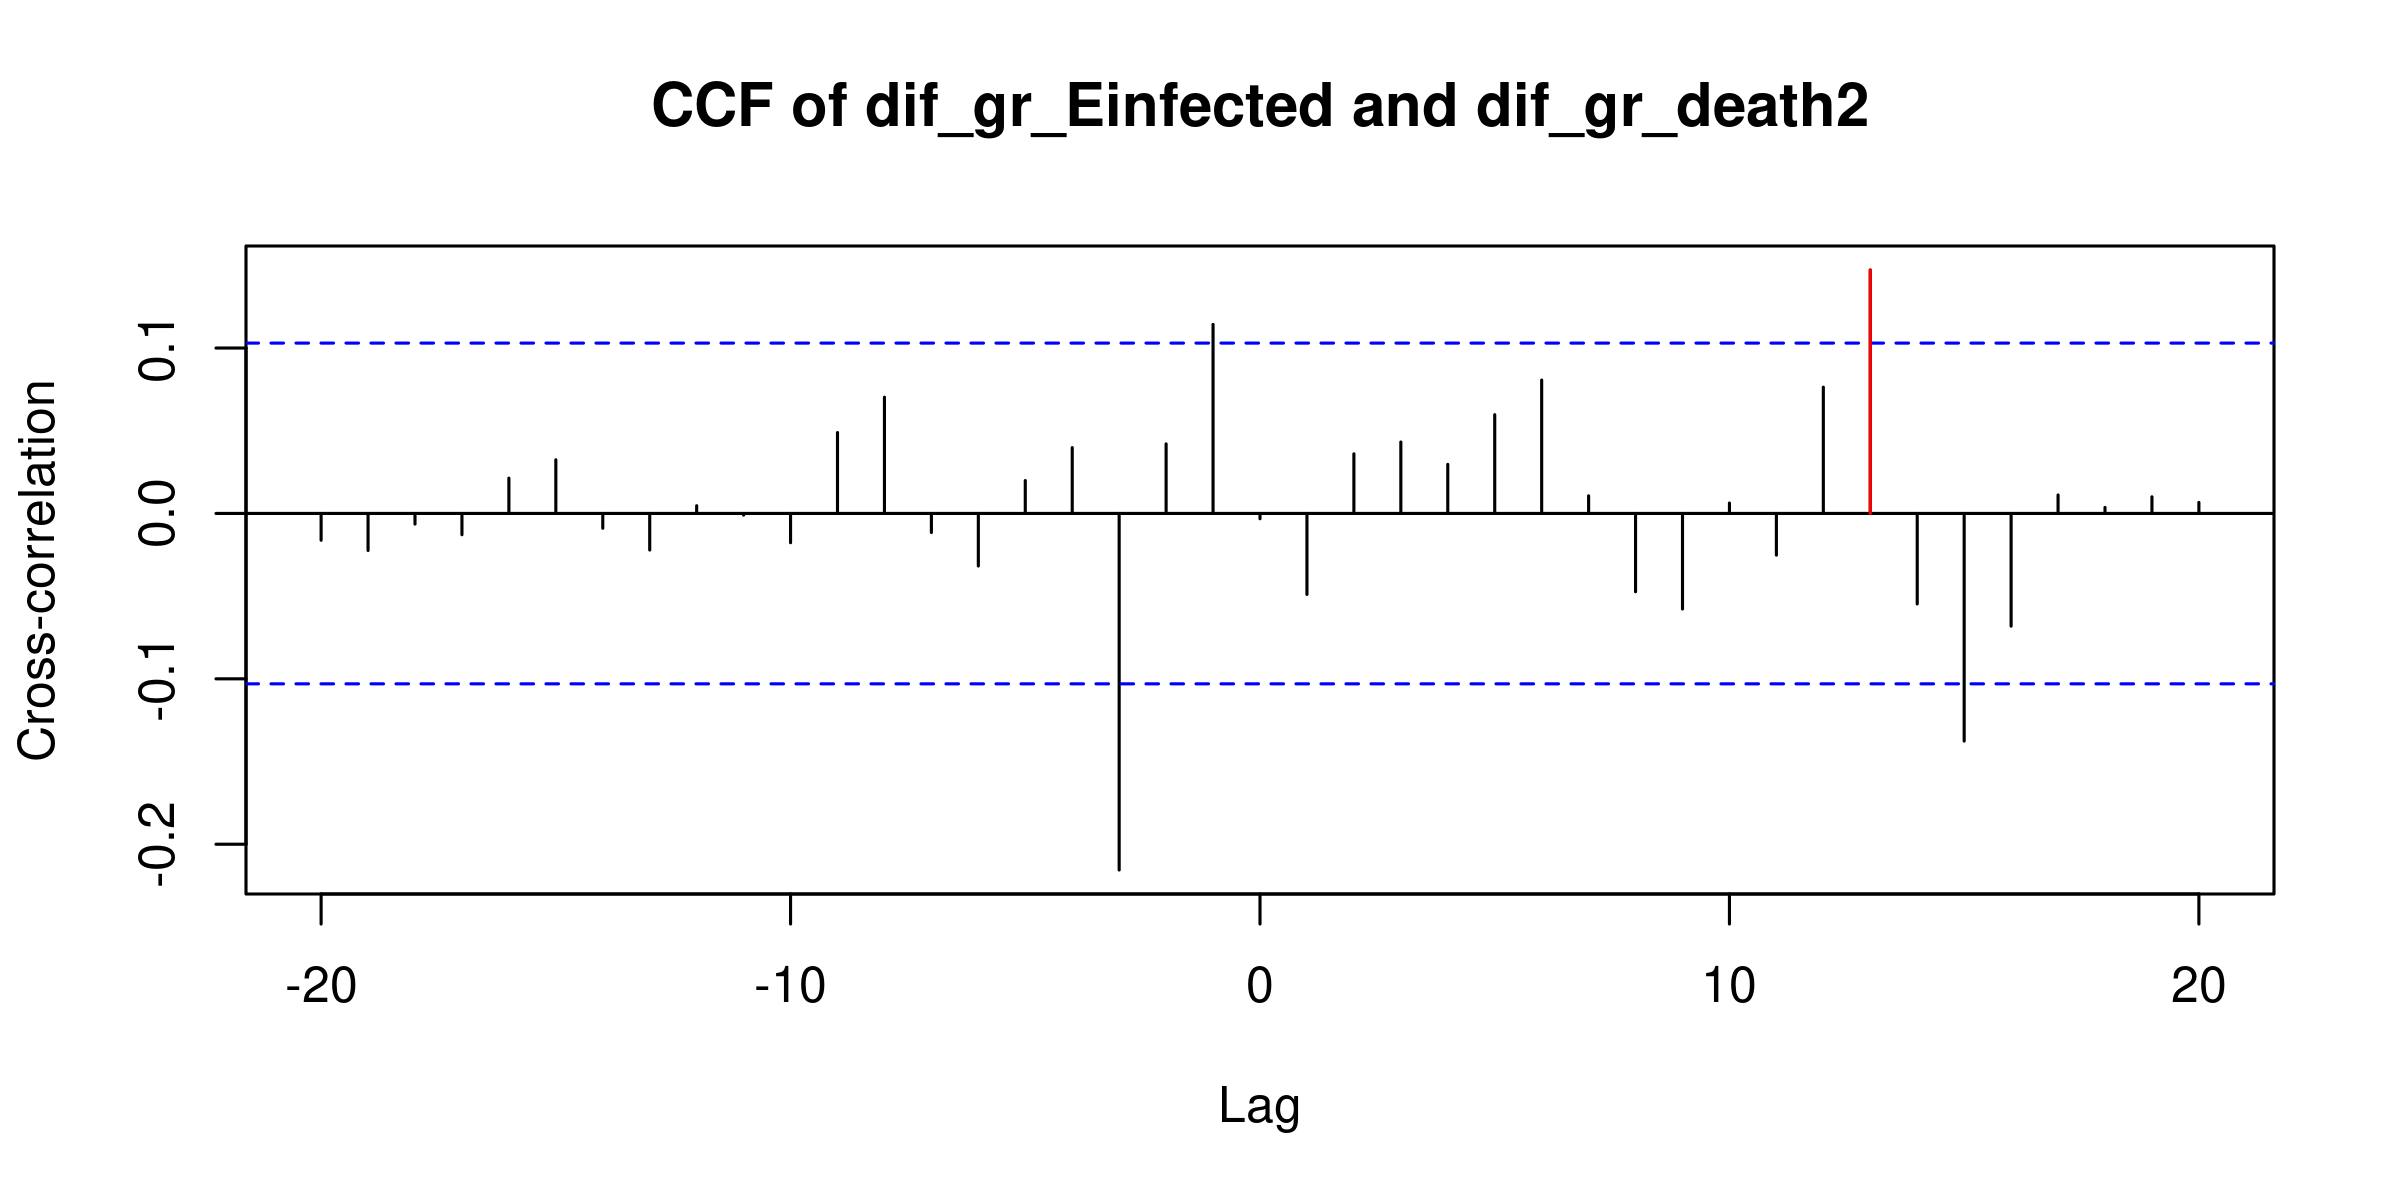 CCF of dif_gr_Einfected and dif_gr_death2
Cross-correlation
0.1
0.0
-0.1
-0.2
-20 -10 0 10 20
Lag